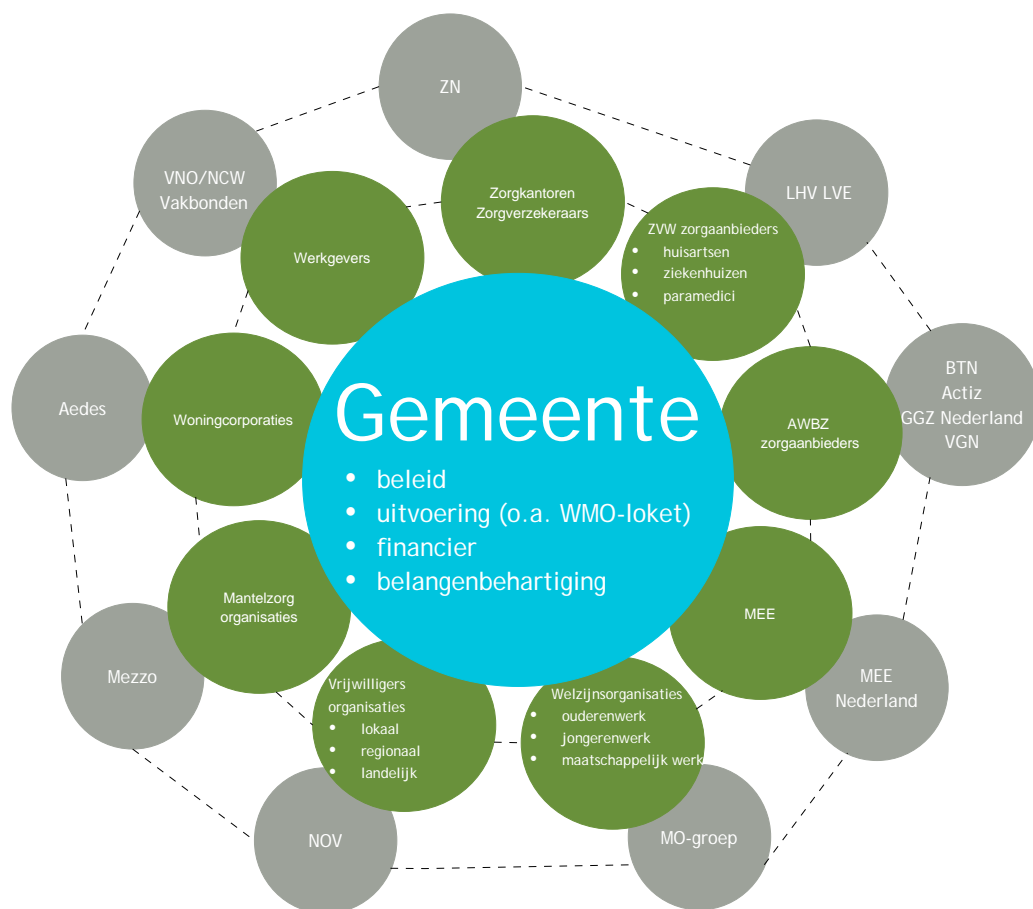 ZN
VNO/NCW
Vakbonden
LHV LVE
Zorgkantoren
Zorgverzekeraars
Werkgevers
ZVW zorgaanbieders
• huisartsen
• ziekenhuizen
• paramedici
Aedes
Woningcorporaties
Gemeente
• beleid
• uitvoering (o.a. WMO-loket)
• financier
• belangenbehartiging
AWBZ
zorgaanbieders
BTN
Actiz
GGZ Nederland
VGN
Mantelzorg
organisaties
MEE
Mezzo
MEE
Nederland
Vrijwilligers
organisaties
• lokaal
• regionaal
• landelijk
Welzijnsorganisaties
• ouderenwerk
• jongerenwerk
• maatschappelijk werk
NOV
MO-groep